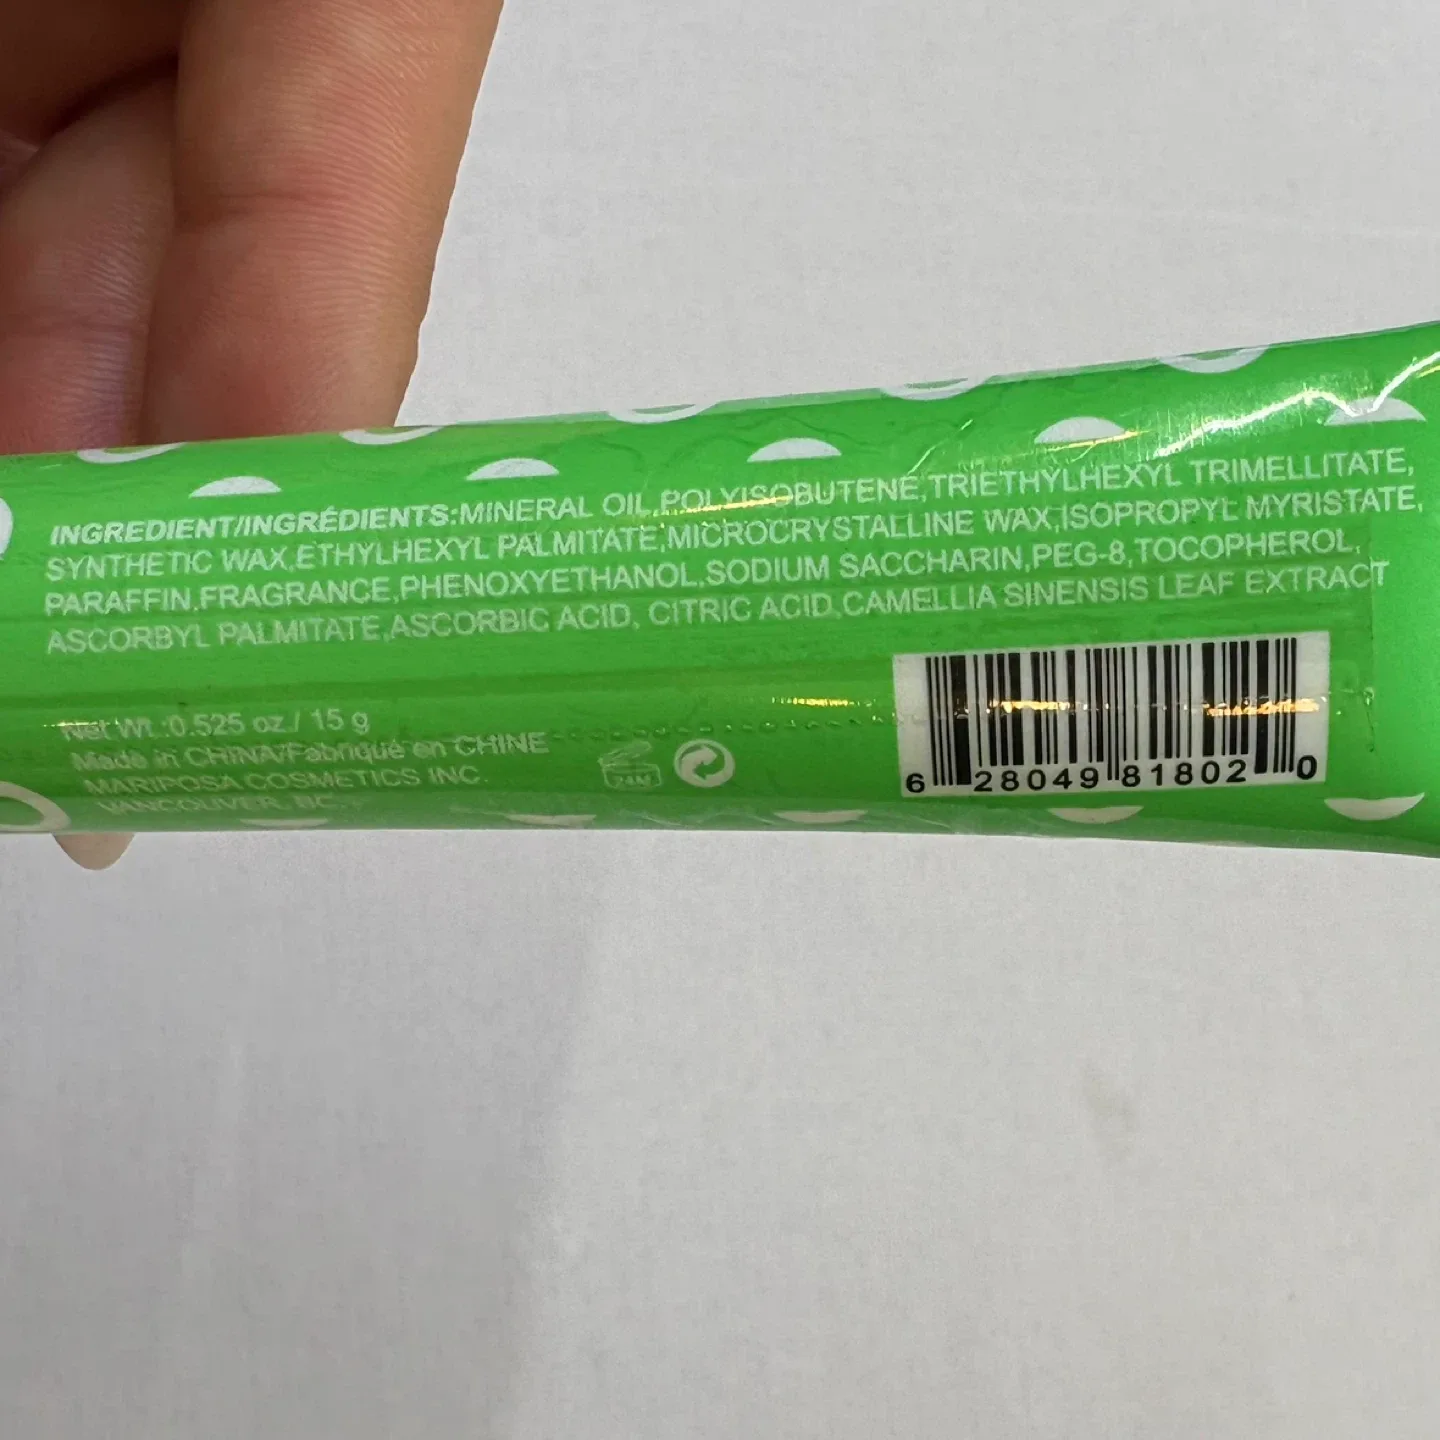 INGREDIENT/INGRÉDIENTS:MINERAL OIL,POLYISOBUTENE,TRIETHYLHEXYL TRIMELLITATE,
SYNTHETIC WAX,ETHYLHEXYL PALMITATE,MICROCRYSTALLINE WAX,ISOPROPYL MYRISTATE,
PARAFFIN,FRAGRANCE,PHENOXYETHANOL,SODIUM SACCHARIN,PEG-8,TOCOPHEROL,
ASCORBYL PALMITATE,ASCORBIC ACID, CITRIC ACID,CAMELLIA SINENSIS LEAF EXTRACT
Net Wt.:0.525 oz./ 15 g
Made in CHINA/Fabriqué en CHINE
MARIPOSA COSMETICS INC.
VANCOUVER, BC
24M
6 28049 81802 0